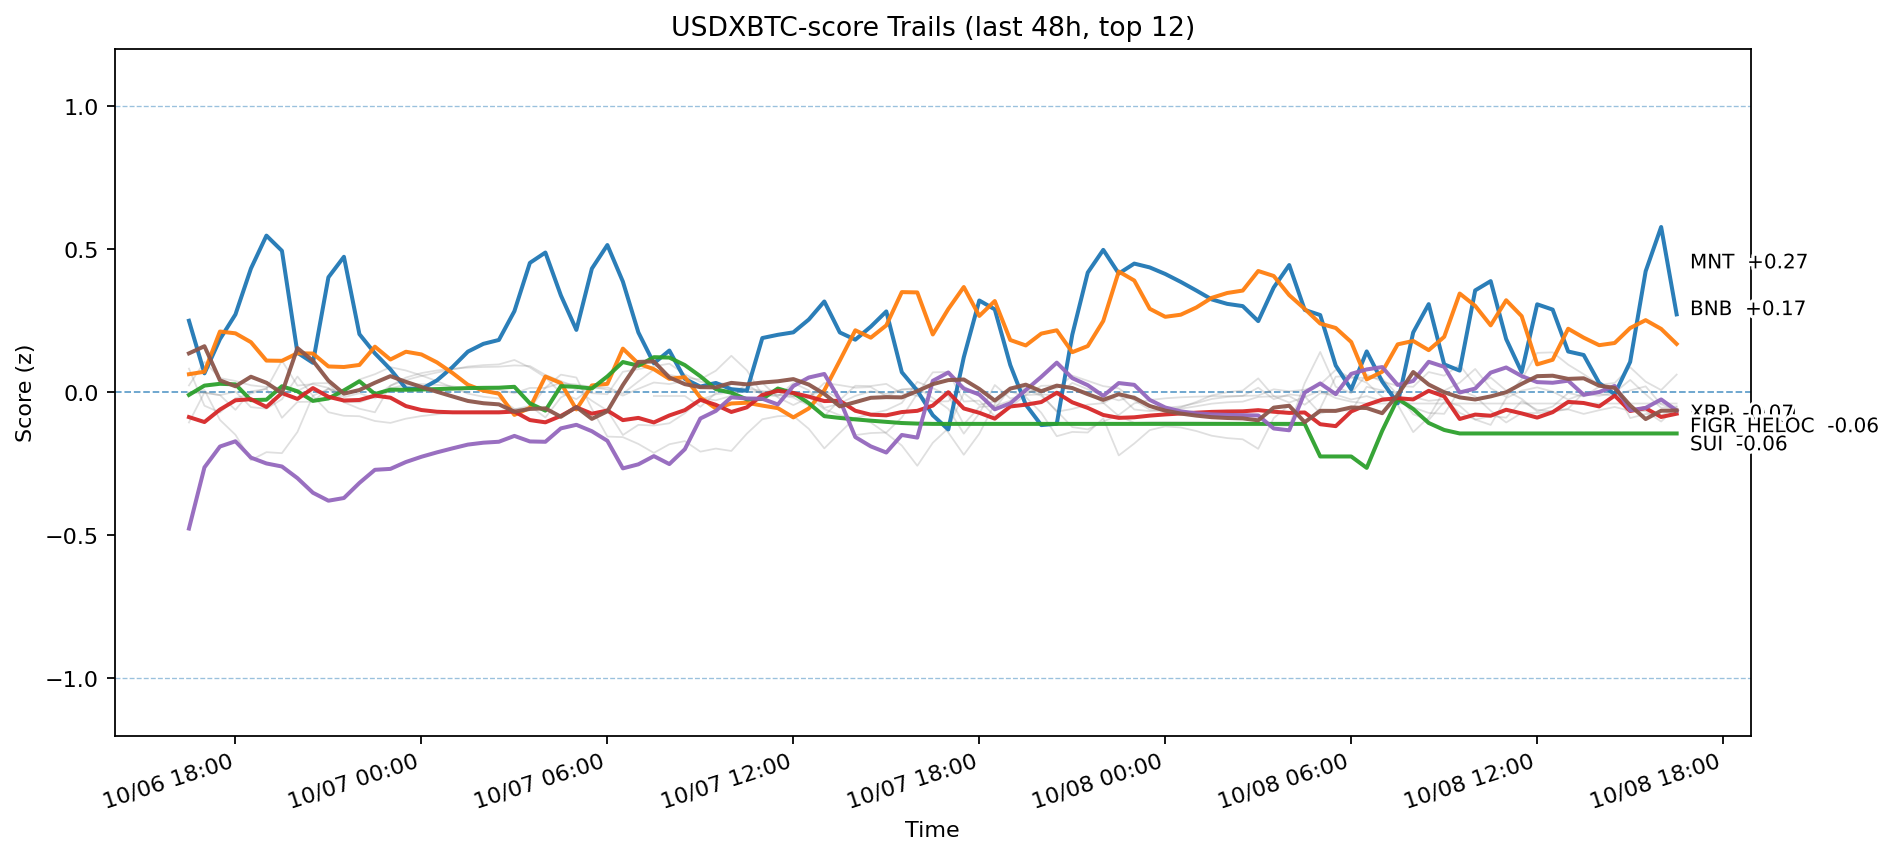 USDXBTC-score Trails (last 48h, top 12)
Score (z)
1.0
0.5
0.0
−0.5
−1.0
MNT +0.27
BNB +0.17
XRP -0.07
FIGR_HELOC -0.06
SUI -0.06
10/06 18:00
10/07 00:00
10/07 06:00
10/07 12:00
10/07 18:00
10/08 00:00
10/08 06:00
10/08 12:00
10/08 18:00
Time